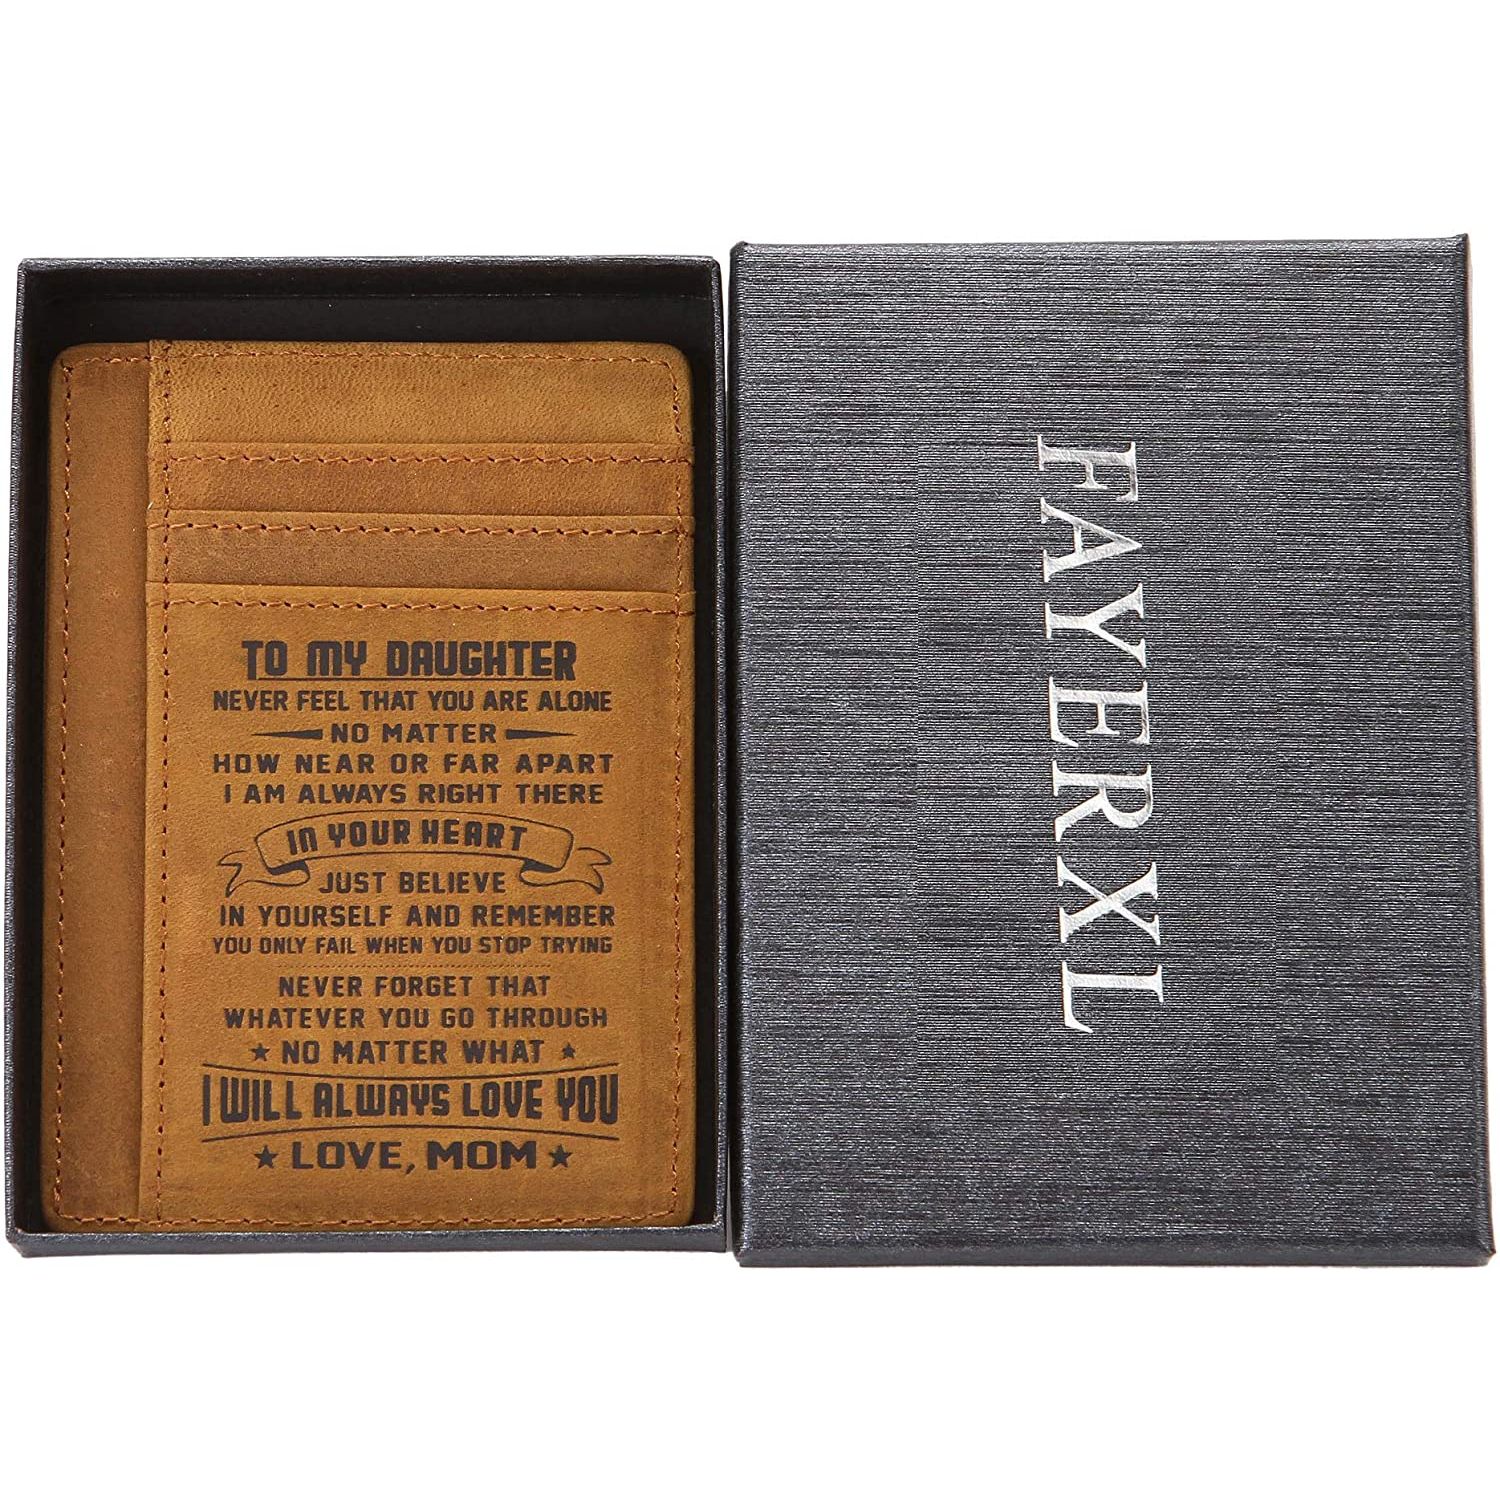 TO MY DAUGHTER
NEVER FEEL THAT YOU ARE ALONE
NO MATTER
HOW NEAR OR FAR APART
I AM ALWAYS RIGHT THERE
IN YOUR HEART
JUST BELIEVE
IN YOURSELF AND REMEMBER
YOU ONLY FAIL WHEN YOU STOP TRYING
NEVER FORGET THAT
WHATEVER YOU GO THROUGH
NO MATTER WHAT
I WILL ALWAYS LOVE YOU
LOVE, MOM
FAYERXL